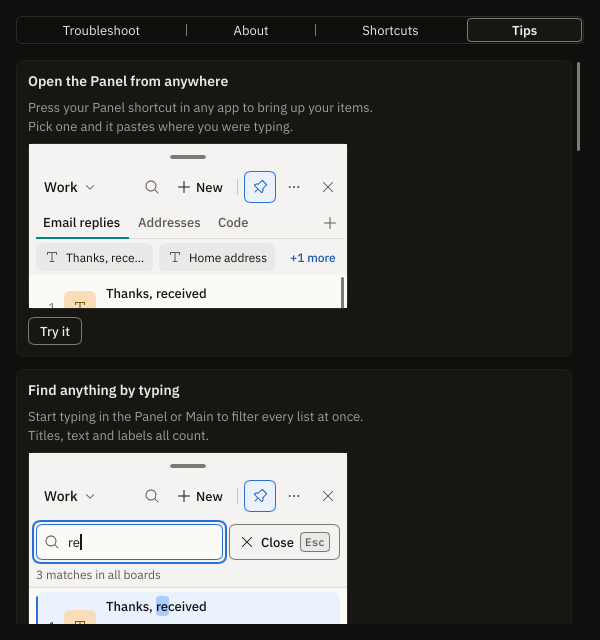 Troubleshoot | About | Shortcuts Tips
Open the Panel from anywhere
Press your Panel shortcut in any app to bring up your items.
Pick one and it pastes where you were typing.
Work New
Email replies Addresses Code
Thanks, rece... Home address +1 more
Thanks, received
Try it
Find anything by typing
Start typing in the Panel or Main to filter every list at once.
Titles, text and labels all count.
Work New
re Close Esc
3 matches in all boards
Thanks, received